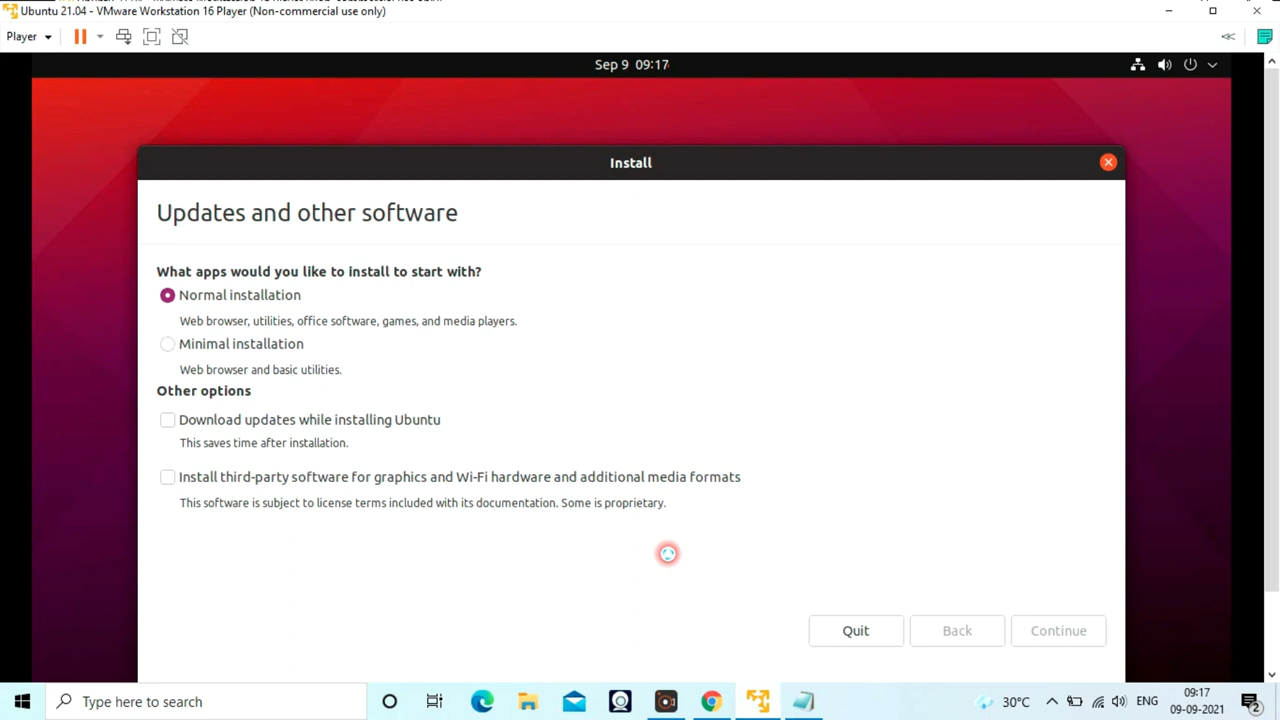 Ubuntu 21.04 - VMware Workstation 16 Player (Non-commercial use only)
Player
Sep 9 09:17
Install
Updates and other software
What apps would you like to install to start with?
Normal installation
Web browser, utilities, office software, games, and media players.
Minimal installation
Web browser and basic utilities.
Other options
Download updates while installing Ubuntu
This saves time after installation.
Install third-party software for graphics and Wi-Fi hardware and additional media formats
This software is subject to license terms included with its documentation. Some is proprietary.
Quit Back Continue
Type here to search
30°C
ENG
09:17
09-09-2021
2